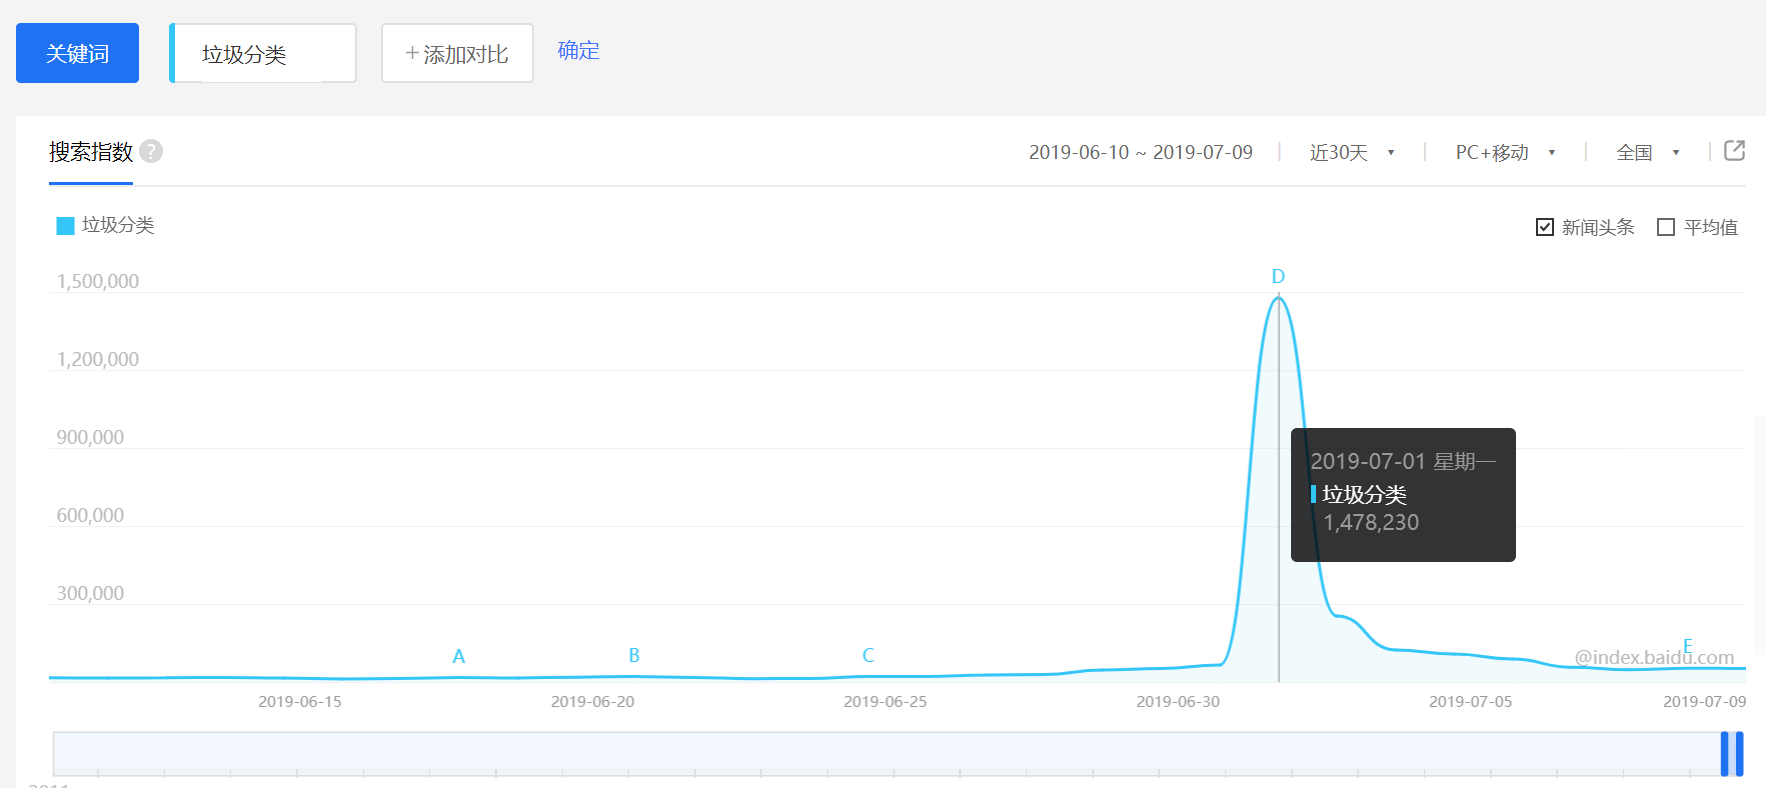 关键词
垃圾分类
+添加对比
确定
搜索指数 ?
2019-06-10 ~ 2019-07-09
近30天
PC+移动
全国
垃圾分类
新闻头条
平均值
1,500,000
1,200,000
900,000
600,000
300,000
A
B
C
D
E
2019-07-01 星期一
垃圾分类
1,478,230
@index.baidu.com
2019-06-15
2019-06-20
2019-06-25
2019-06-30
2019-07-05
2019-07-09